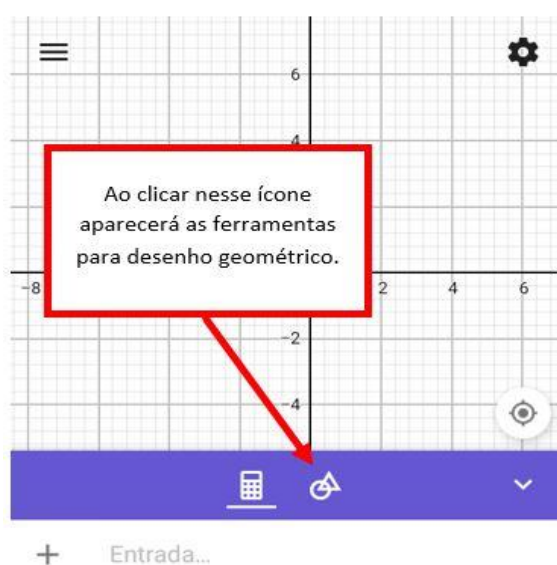 6
4
Ao clicar nesse ícone
aparecerá as ferramentas
para desenho geométrico.
-8 2 4 6
-2
-4
+ Entrada...